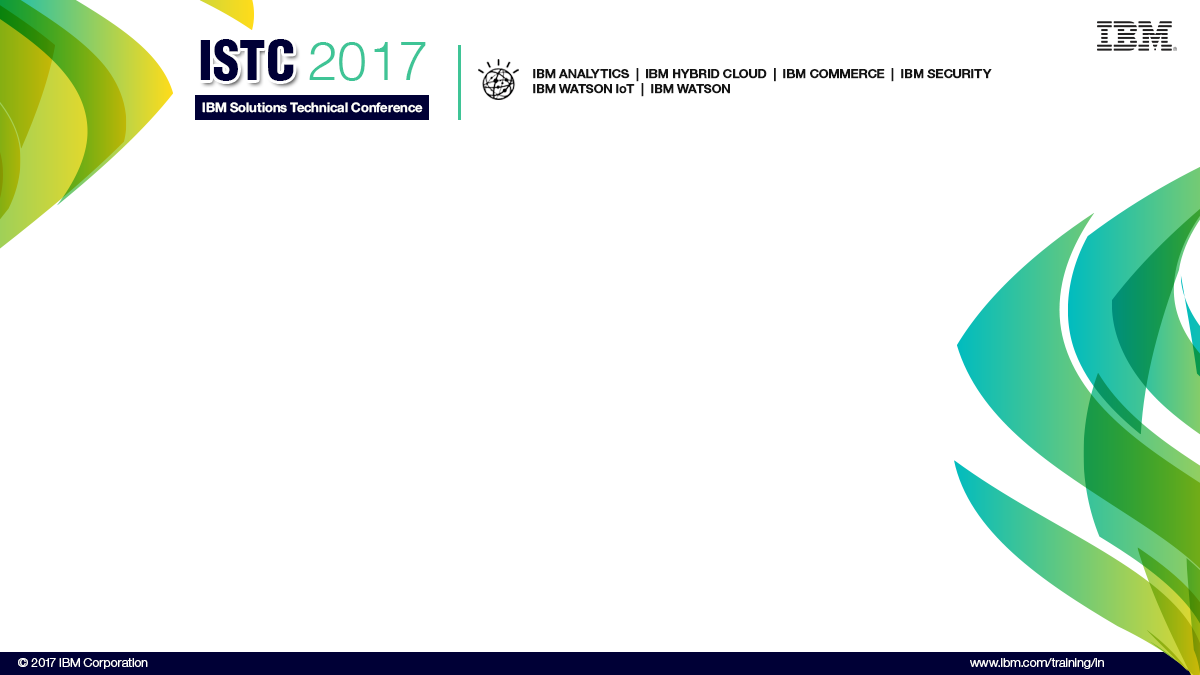 ISTC 2017
IBM Solutions Technical Conference
IBM ANALYTICS | IBM HYBRID CLOUD | IBM COMMERCE | IBM SECURITY
IBM WATSON IoT | IBM WATSON
IBM®
© 2017 IBM Corporation
www.ibm.com/training/in